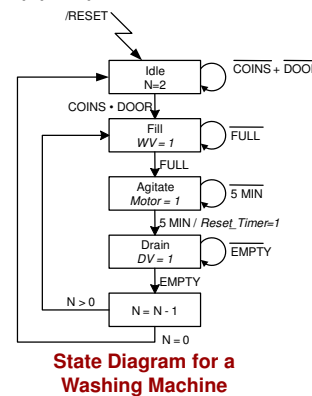 /RESET
Idle
N=2
COINS + DOOR
COINS • DOOR
Fill
WV = 1
FULL
FULL
Agitate
Motor = 1
5 MIN
5 MIN / Reset_Timer=1
Drain
DV = 1
EMPTY
EMPTY
N > 0
N = N - 1
N = 0
State Diagram for a
Washing Machine